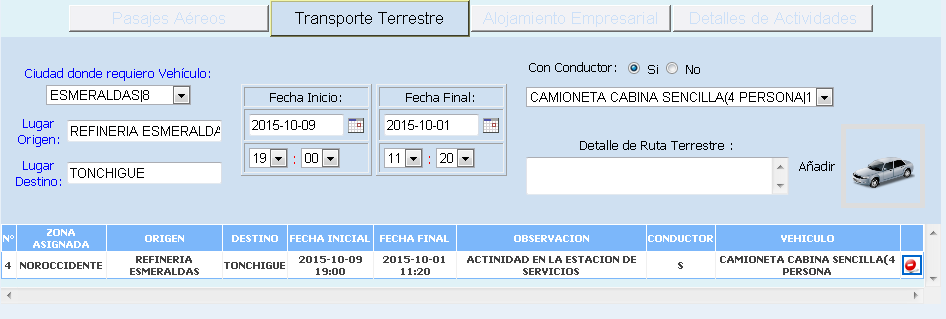 Pasajes Aéreos
Transporte Terrestre
Alojamiento Empresarial
Detalles de Actividades
Ciudad donde requiero Vehículo:
ESMERALDAS|8
Lugar
Origen:
REFINERIA ESMERALDA
Lugar
Destino:
TONCHIGUE
Fecha Inicio:
2015-10-09
19 : 00
Fecha Final:
2015-10-01
11 : 20
Con Conductor: Si No
CAMIONETA CABINA SENCILLA(4 PERSONA|1
Detalle de Ruta Terrestre :
Añadir
Nº
ZONA
ASIGNADA
ORIGEN
DESTINO
FECHA INICIAL
FECHA FINAL
OBSERVACION
CONDUCTOR
VEHICULO
4
NOROCCIDENTE
REFINERIA
ESMERALDAS
TONCHIGUE
2015-10-09
19:00
2015-10-01
11:20
ACTINIDAD EN LA ESTACION DE
SERVICIOS
S
CAMIONETA CABINA SENCILLA(4
PERSONA